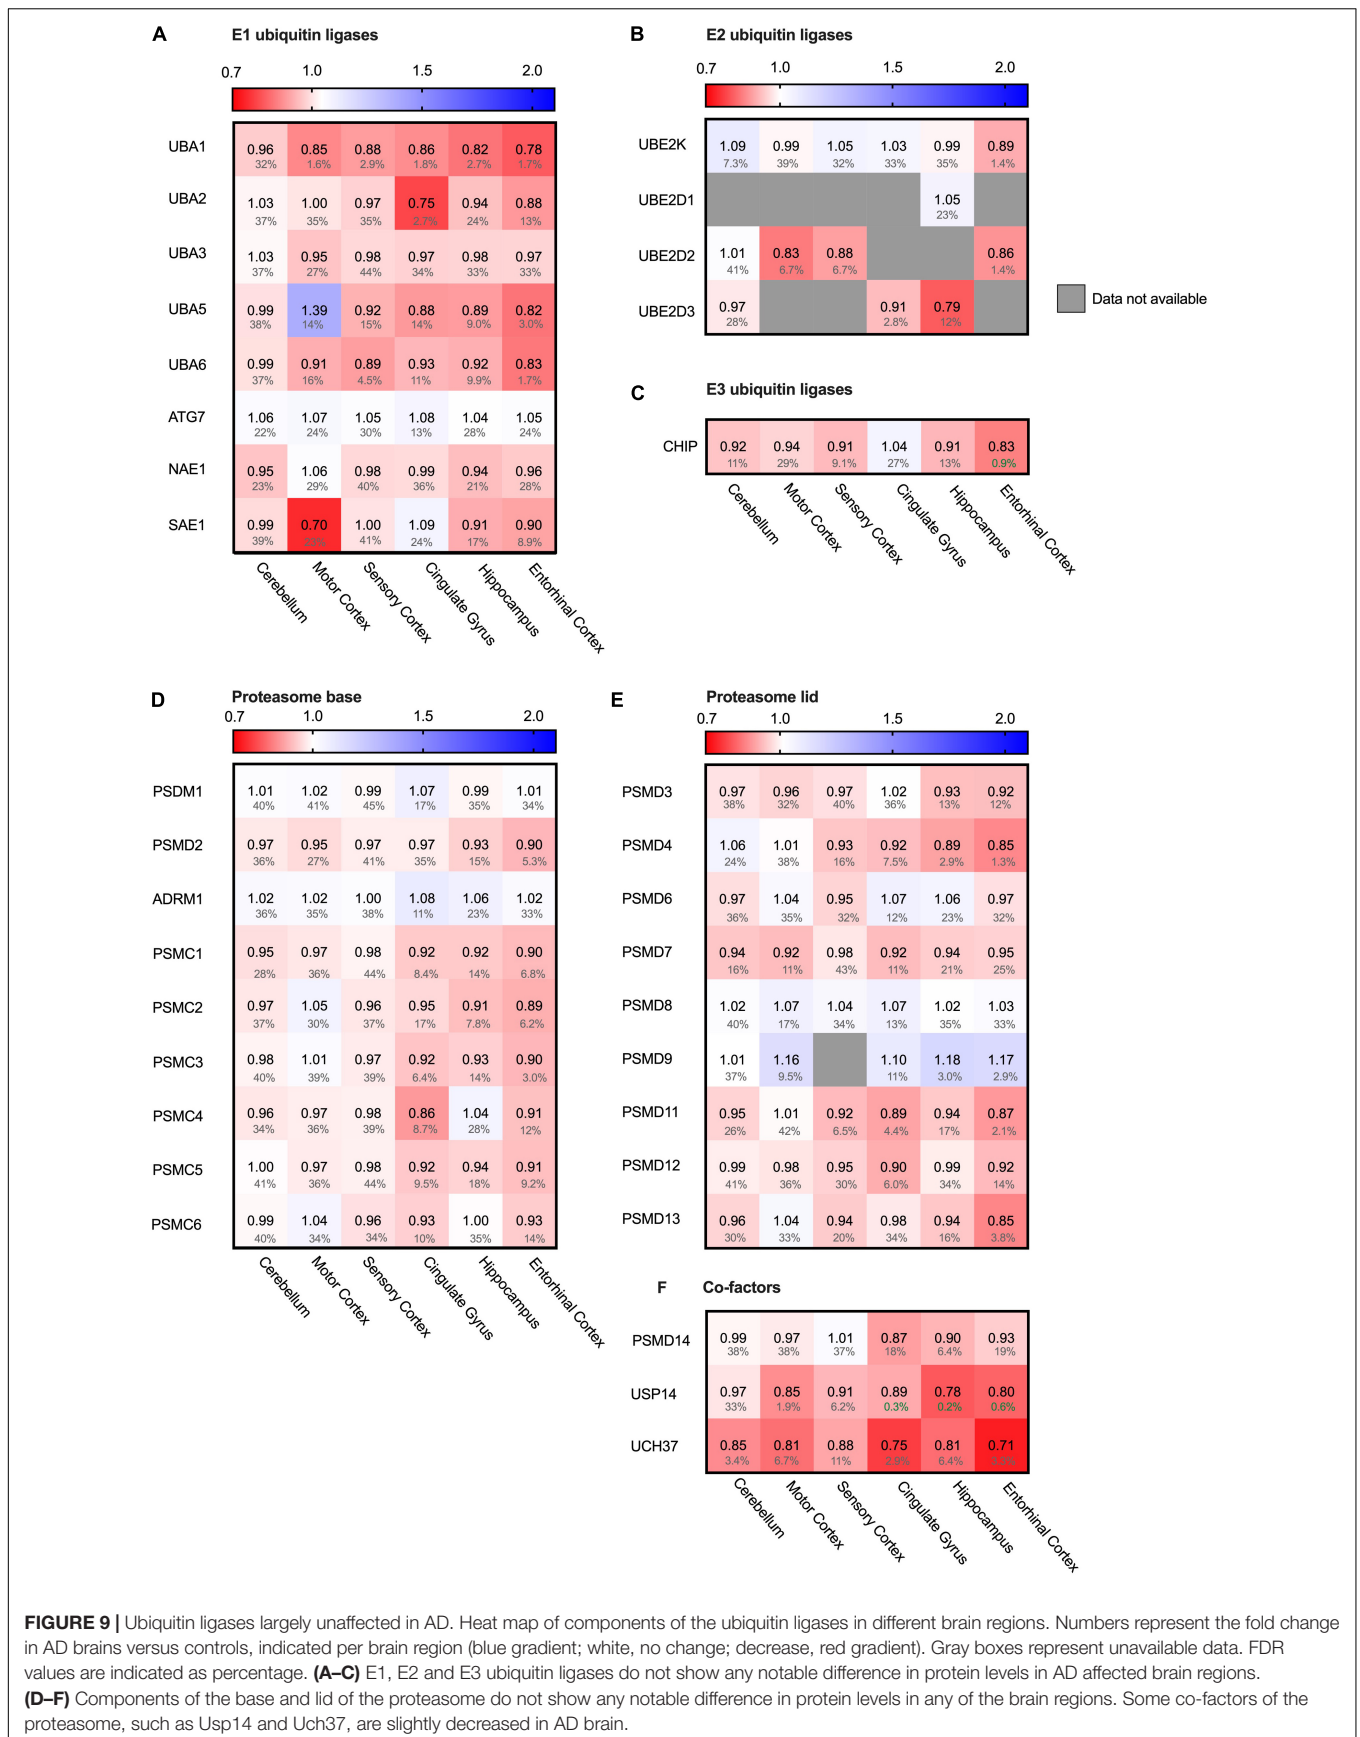 A E1 ubiquitin ligases
0.7 1.0 1.5 2.0
UBA1 0.96 0.85 0.88 0.86 0.82 0.78
32% 1.6% 2.9% 1.8% 2.7% 1.7%
UBA2 1.03 1.00 0.97 0.75 0.94 0.88
37% 35% 35% 2.7% 24% 13%
UBA3 1.03 0.95 0.98 0.97 0.98 0.97
37% 27% 44% 34% 33% 33%
UBA5 0.99 1.39 0.92 0.88 0.89 0.82
38% 14% 15% 14% 9.0% 3.0%
UBA6 0.99 0.91 0.89 0.93 0.92 0.83
37% 16% 4.5% 11% 9.9% 1.7%
ATG7 1.06 1.07 1.05 1.08 1.04 1.05
22% 24% 30% 13% 28% 24%
NAE1 0.95 1.06 0.98 0.99 0.94 0.96
23% 29% 40% 36% 21% 28%
SAE1 0.99 0.70 1.00 1.09 0.91 0.90
39% 41% 24% 17% 8.9%
Cerebellum Motor Cortex Sensory Cortex Cingulate Gyrus Hippocampus Entorhinal Cortex
B E2 ubiquitin ligases
0.7 1.0 1.5 2.0
UBE2K 1.09 0.99 1.05 1.03 0.99 0.89
7.3% 39% 32% 33% 35% 1.4%
UBE2D1 1.05
23%
UBE2D2 1.01 0.83 0.88 0.86
41% 6.7% 6.7% 1.4%
UBE2D3 0.97 0.91 0.79
28% 2.8% 12%
Data not available
C E3 ubiquitin ligases
CHIP 0.92 0.94 0.91 1.04 0.91 0.83
11% 29% 9.1% 27% 13% 0.9%
Cerebellum Motor Cortex Sensory Cortex Cingulate Gyrus Hippocampus Entorhinal Cortex
D Proteasome base
0.7 1.0 1.5 2.0
PSDM1 1.01 1.02 0.99 1.07 0.99 1.01
40% 41% 45% 17% 35% 34%
PSMD2 0.97 0.95 0.97 0.97 0.93 0.90
36% 27% 41% 35% 15% 5.3%
ADRM1 1.02 1.02 1.00 1.08 1.06 1.02
36% 35% 38% 11% 23% 33%
PSMC1 0.95 0.97 0.98 0.92 0.92 0.90
28% 36% 44% 8.4% 14% 6.8%
PSMC2 0.97 1.05 0.96 0.95 0.91 0.89
37% 30% 37% 17% 7.8% 6.2%
PSMC3 0.98 1.01 0.97 0.92 0.93 0.90
40% 39% 39% 6.4% 14% 3.0%
PSMC4 0.96 0.97 0.98 0.86 1.04 0.91
34% 36% 39% 8.7% 28% 12%
PSMC5 1.00 0.97 0.98 0.92 0.94 0.91
41% 36% 44% 9.5% 18% 9.2%
PSMC6 0.99 1.04 0.96 0.93 1.00 0.93
40% 34% 34% 10% 35% 14%
Cerebellum Motor Cortex Sensory Cortex Cingulate Gyrus Hippocampus Entorhinal Cortex
E Proteasome lid
0.7 1.0 1.5 2.0
PSMD3 0.97 0.96 0.97 1.02 0.93 0.92
38% 32% 40% 36% 13% 12%
PSMD4 1.06 1.01 0.93 0.92 0.89 0.85
24% 38% 16% 7.5% 2.9% 1.3%
PSMD6 0.97 1.04 0.95 1.07 1.06 0.97
36% 35% 32% 12% 23% 32%
PSMD7 0.94 0.92 0.98 0.92 0.94 0.95
16% 11% 43% 11% 21% 25%
PSMD8 1.02 1.07 1.04 1.07 1.02 1.03
40% 17% 34% 13% 35% 33%
PSMD9 1.01 1.16 1.10 1.18 1.17
37% 9.5% 11% 3.0% 2.9%
PSMD11 0.95 1.01 0.92 0.89 0.94 0.87
26% 42% 6.5% 4.4% 17% 2.1%
PSMD12 0.99 0.98 0.95 0.90 0.99 0.92
41% 36% 30% 6.0% 34% 14%
PSMD13 0.96 1.04 0.94 0.98 0.94 0.85
30% 33% 20% 34% 16% 3.8%
F Co-factors
PSMD14 0.99 0.97 1.01 0.87 0.90 0.93
38% 38% 37% 18% 6.4% 19%
USP14 0.97 0.85 0.91 0.89 0.78 0.80
33% 1.9% 6.2% 0.3% 0.2% 0.6%
UCH37 0.85 0.81 0.88 0.75 0.81 0.71
3.4% 6.7% 11% 2.9% 6.4%
Cerebellum Motor Cortex Sensory Cortex Cingulate Gyrus Hippocampus Entorhinal Cortex
FIGURE 9 | Ubiquitin ligases largely unaffected in AD. Heat map of components of the ubiquitin ligases in different brain regions. Numbers represent the fold change
in AD brains versus controls, indicated per brain region (blue gradient; white, no change; decrease, red gradient). Gray boxes represent unavailable data. FDR
values are indicated as percentage. (A–C) E1, E2 and E3 ubiquitin ligases do not show any notable difference in protein levels in AD affected brain regions.
(D–F) Components of the base and lid of the proteasome do not show any notable difference in protein levels in any of the brain regions. Some co-factors of the
proteasome, such as Usp14 and Uch37, are slightly decreased in AD brain.